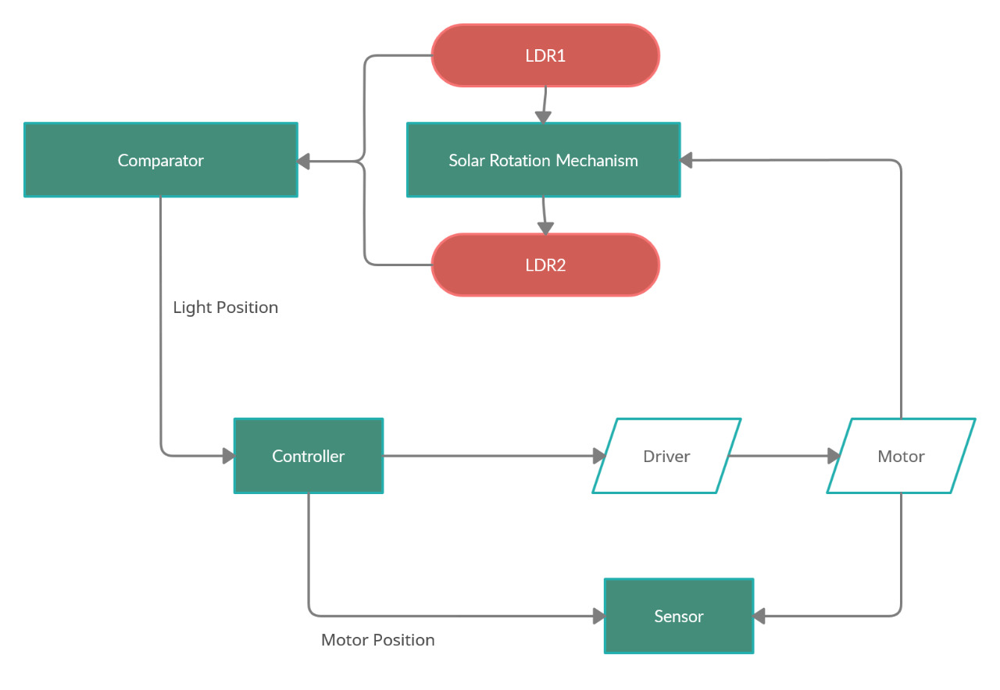 LDR1
Comparator
Solar Rotation Mechanism
LDR2
Light Position
Controller
Driver
Motor
Sensor
Motor Position